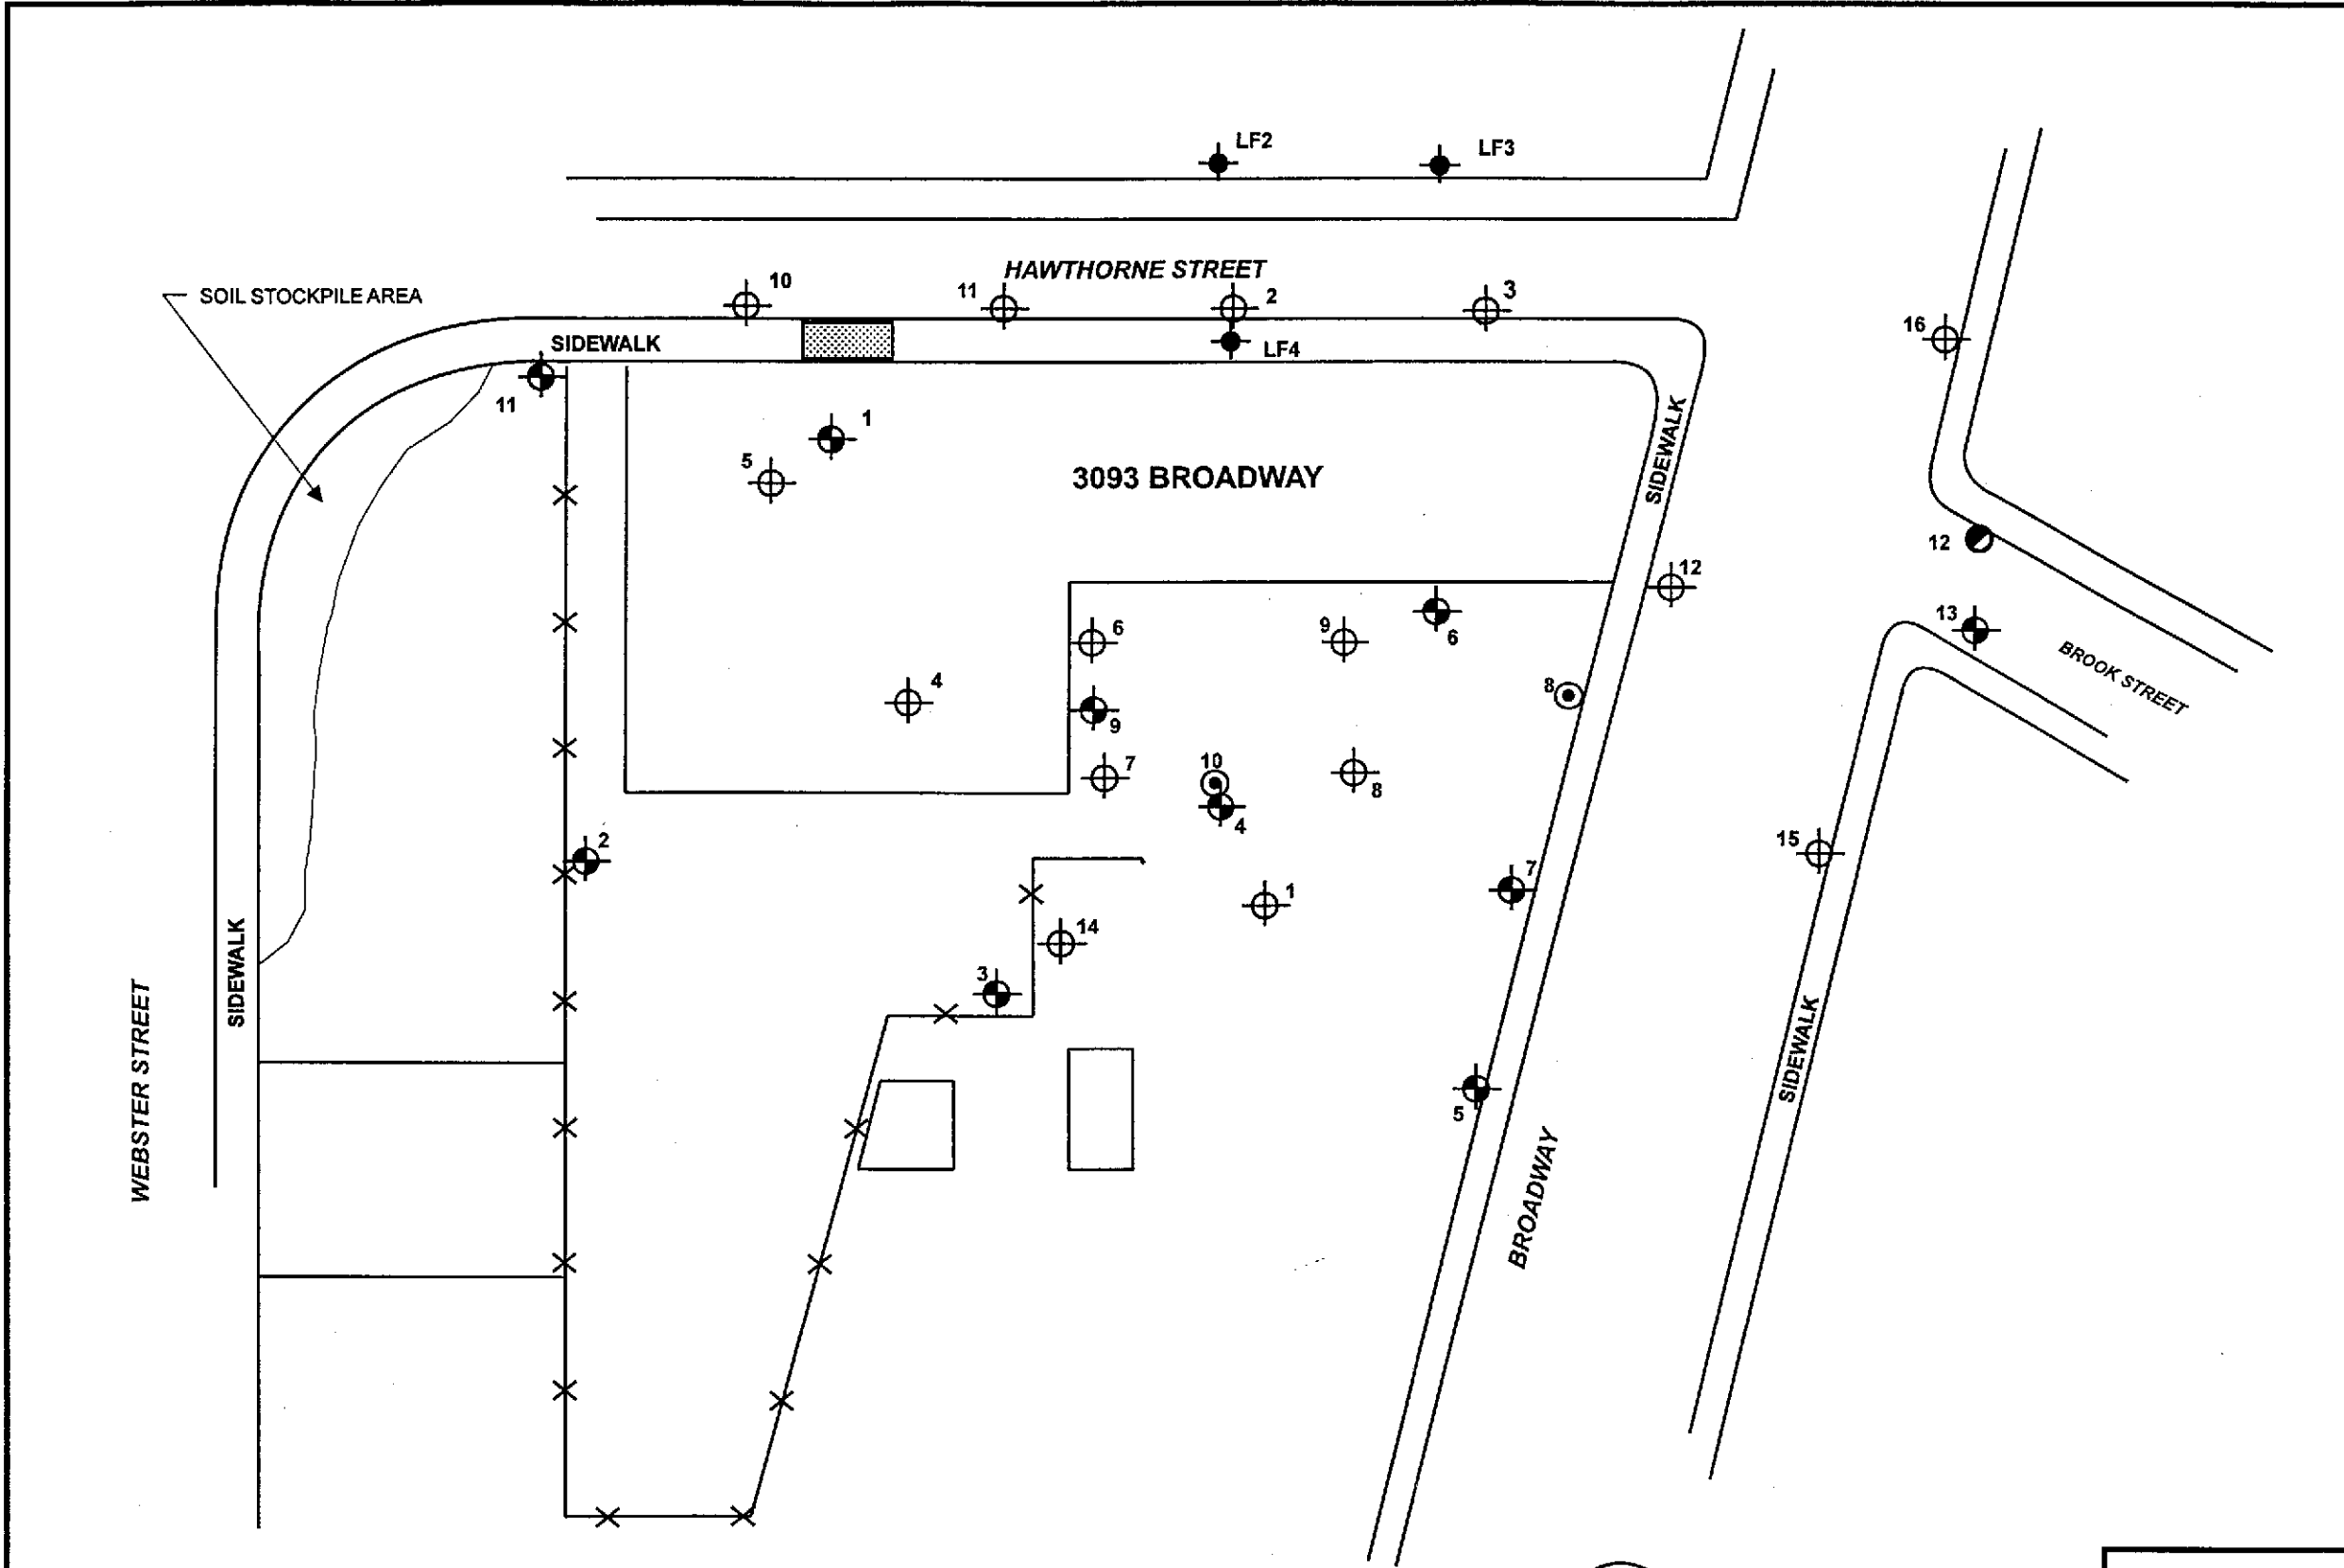 LF2
LF3
HAWTHORNE STREET
SOIL STOCKPILE AREA
10
11
2
3
SIDEWALK
LF4
16
11
1
5
3093 BROADWAY
SIDEWALK
12
12
13
BROOK STREET
6
9
6
4
8
9
7
10
8
4
2
7
15
1
14
3
SIDEWALK
WEBSTER STREET
SIDEWALK
5
BROADWAY